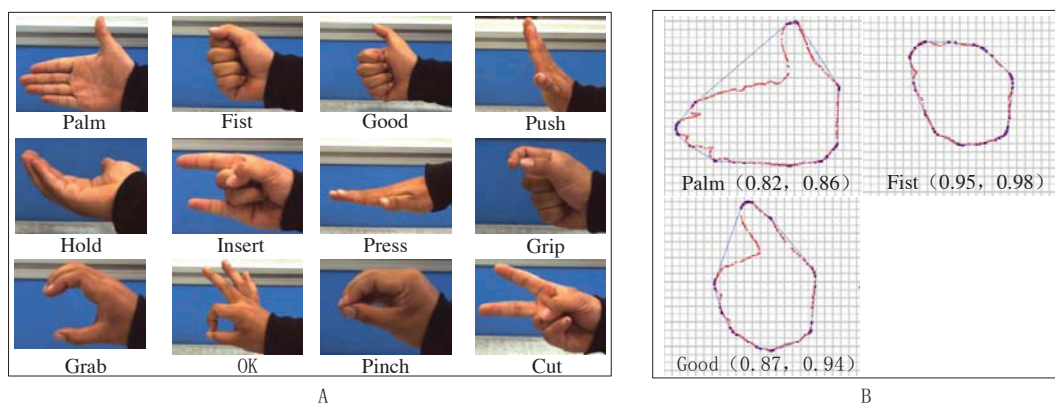 Palm Fist Good Push
Hold Insert Press Grip
Grab OK Pinch Cut
A
Palm（0.82，0.86） Fist（0.95，0.98）
Good（0.87，0.94）
B